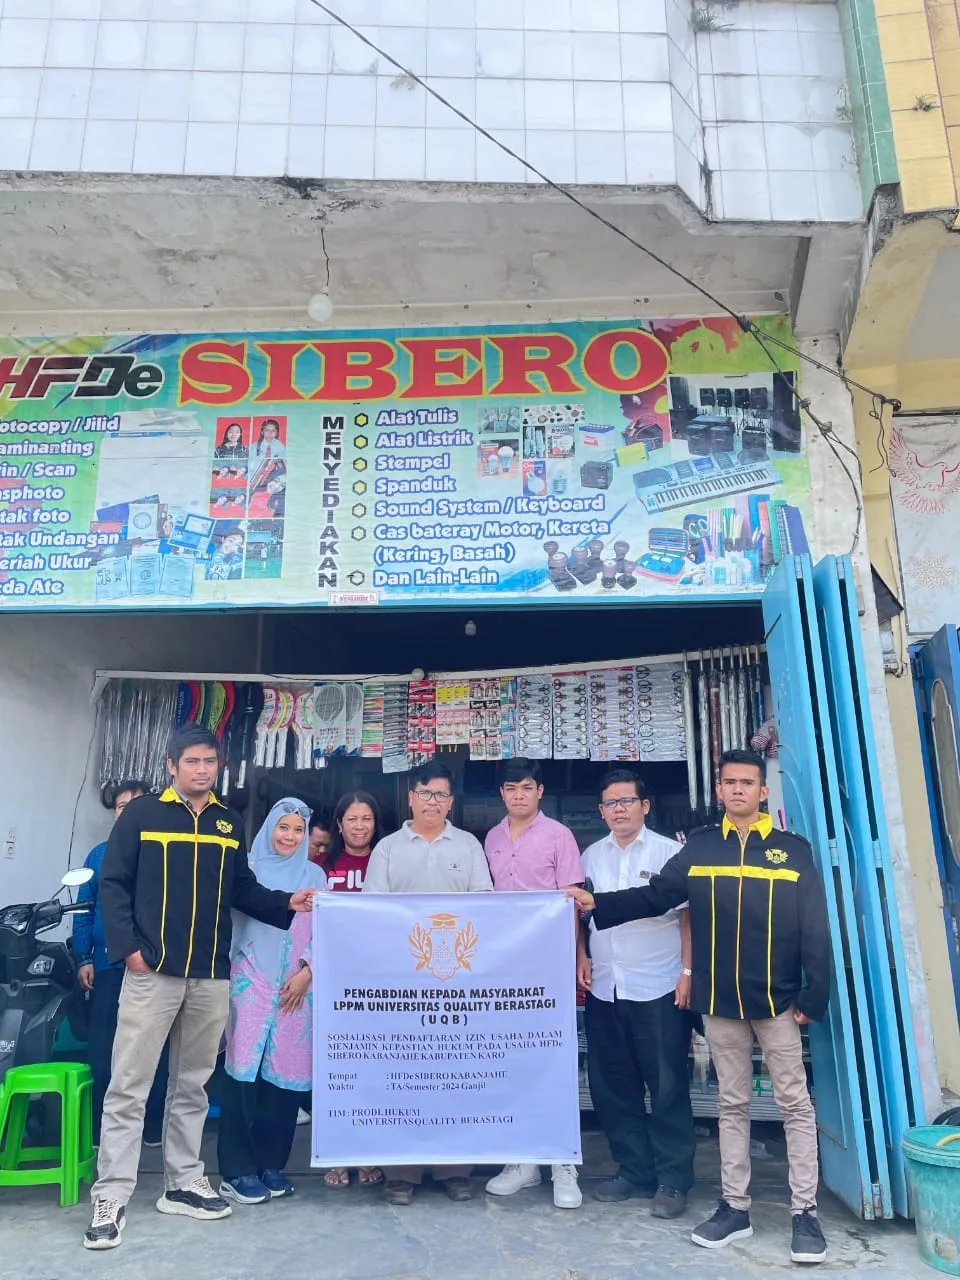 HFDe SIBERO
otocopy / Jilid
aminanting
in / Scan
asphoto
tak foto
tak Undangan
eriah Ukur
da Ate
MENYEDIAKAN
Alat Tulis
Alat Listrik
Stempel
Spanduk
Sound System / Keyboard
Cas bateray Motor, Kereta
(Kering, Basah)
Dan Lain-Lain
FILA
PENGABDIAN KEPADA MASYARAKAT
LPPM UNIVERSITAS QUALITY BERASTAGI
( U Q B )
SOSIALISASI PENDAFTARAN IZIN USAHA DALAM
MENJAMIN KEPASTIAN HUKUM PADA USAHA HFDe
SIBERO KABANJAHE KABUPATEN KARO
Tempat : HFDe SIBERO KABANJAHE
Waktu : TA/Semester 2024 Ganjil
TIM : PRODI. HUKUM
UNIVERSITAS QUALITY BERASTAGI